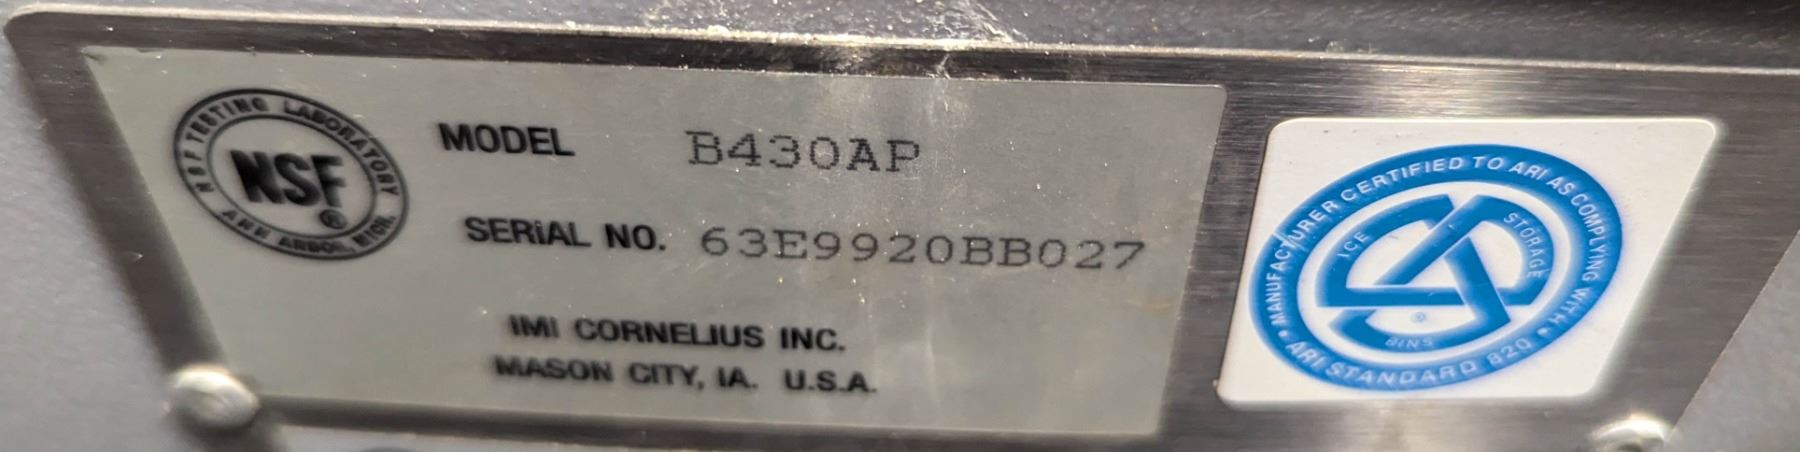 NSF TESTING LABORATORY
NSF®
ANN ARBOR, MICH.
MODEL B430AP
SERiAL NO. 63E9920BB027
IMI CORNELIUS INC.
MASON CITY, IA. U.S.A.
• MANUFACTURER CERTIFIED TO ARI AS COMPLYING WITH •
ARI STANDARD 820
ICE
STORAGE
BINS
®